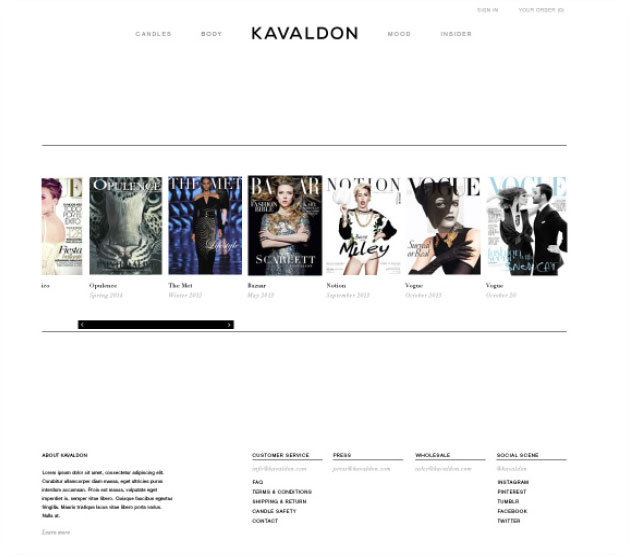 SIGN IN YOUR ORDER (0)
CANDLES BODY KAVALDON MOOD INSIDER
UE OPULENCE THE MET BAZAAR NOTION VOGUE VOGUE
FASHION BIBLE
Fiesta
Lifestyle
SCARLETT
Miley
Opulence The Met Bazaar Notion Vogue Vogue
Spring 2014 Winter 2012 May 2013 September 2013 October 2013 October 20
ABOUT KAVALDON CUSTOMER SERVICE PRESS WHOLESALE SOCIAL SCENE
info@kavaldon.com press@kavaldon.com sales@kavaldon.com @kavaldon
Lorem ipsum dolor sit amet, consectetur adipiscing elit.
Curabitur ullamcorper diam massa, eget ultricies purus
interdum accumsan. Proin est massa, vulputate eget
imperdiet in, semper vitae libero. Quisque faucibus egestas
fringilla. Mauris tristique lacus vitae libero porta varius.
Nulla at.
Learn more
FAQ
TERMS & CONDITIONS
SHIPPING & RETURN
CANDLE SAFETY
CONTACT
INSTAGRAM
PINTEREST
TUMBLR
FACEBOOK
TWITTER